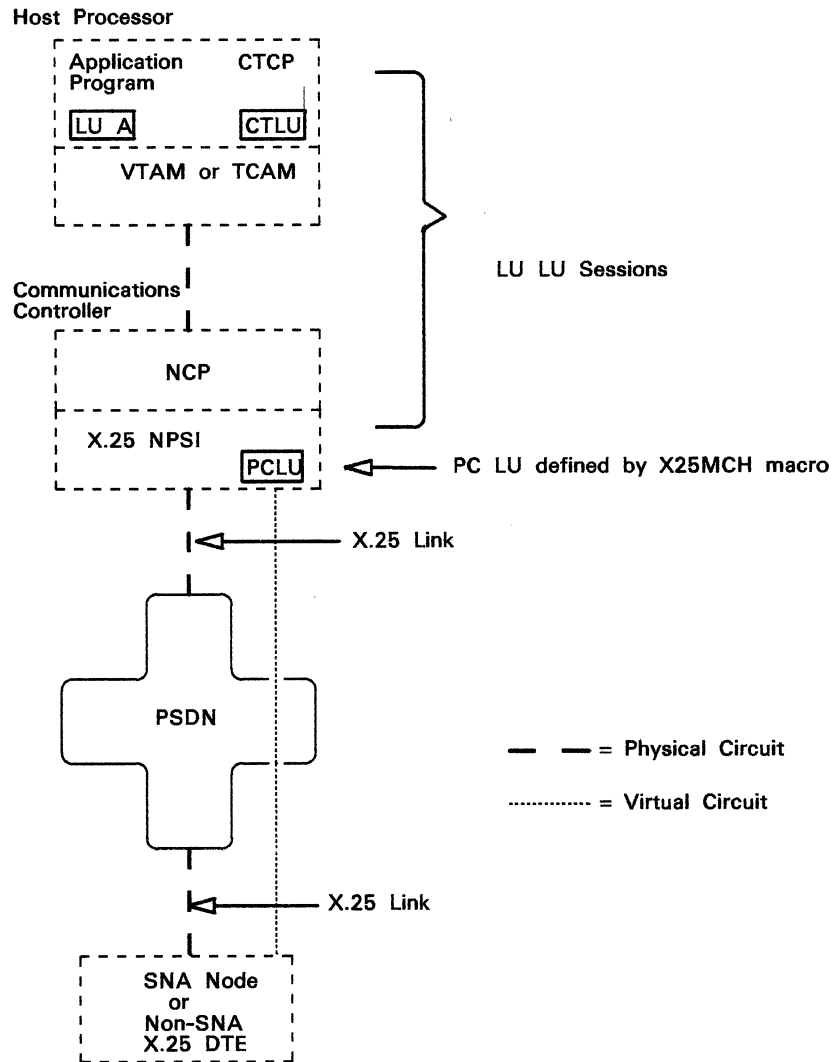 Host Processor
Application Program
CTCP
LU A
CTLU
VTAM or TCAM
LU LU Sessions
Communications
Controller
NCP
X.25 NPSI
PCLU
PC LU defined by X25MCH macro
X.25 Link
PSDN
= Physical Circuit
= Virtual Circuit
X.25 Link
SNA Node
or
Non-SNA
X.25 DTE